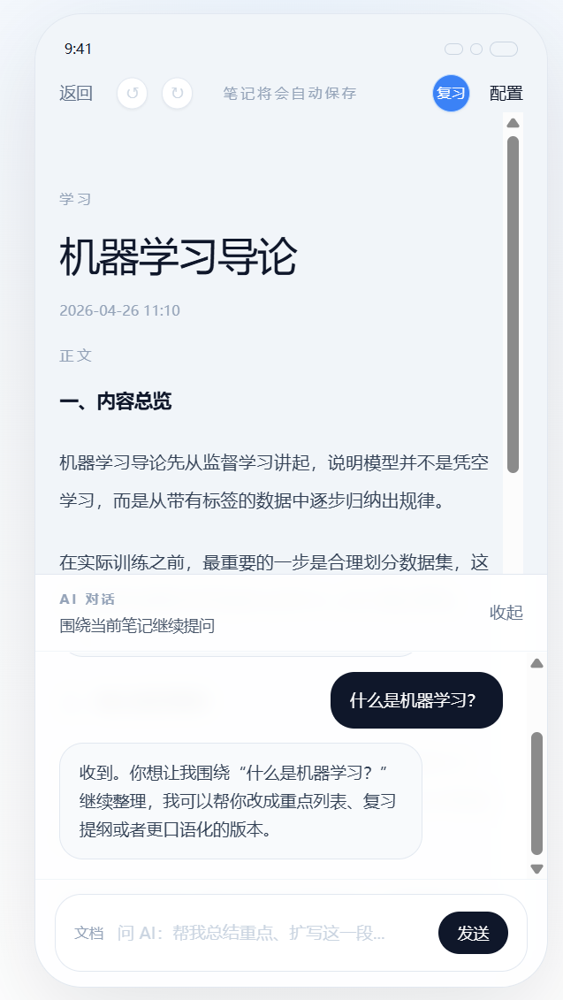 9:41
返回 ↺ ↻ 笔记将会自动保存 复习 配置
学习
机器学习导论
2026-04-26 11:10
正文
一、内容总览
机器学习导论先从监督学习讲起，说明模型并不是凭空
学习，而是从带有标签的数据中逐步归纳出规律。
在实际训练之前，最重要的一步是合理划分数据集，这
AI 对话
围绕当前笔记继续提问
收起
什么是机器学习？
收到。你想让我围绕“什么是机器学习？”
继续整理，我可以帮你改成重点列表、复习
提纲或者更口语化的版本。
文档 问 AI：帮我总结重点、扩写这一段... 发送